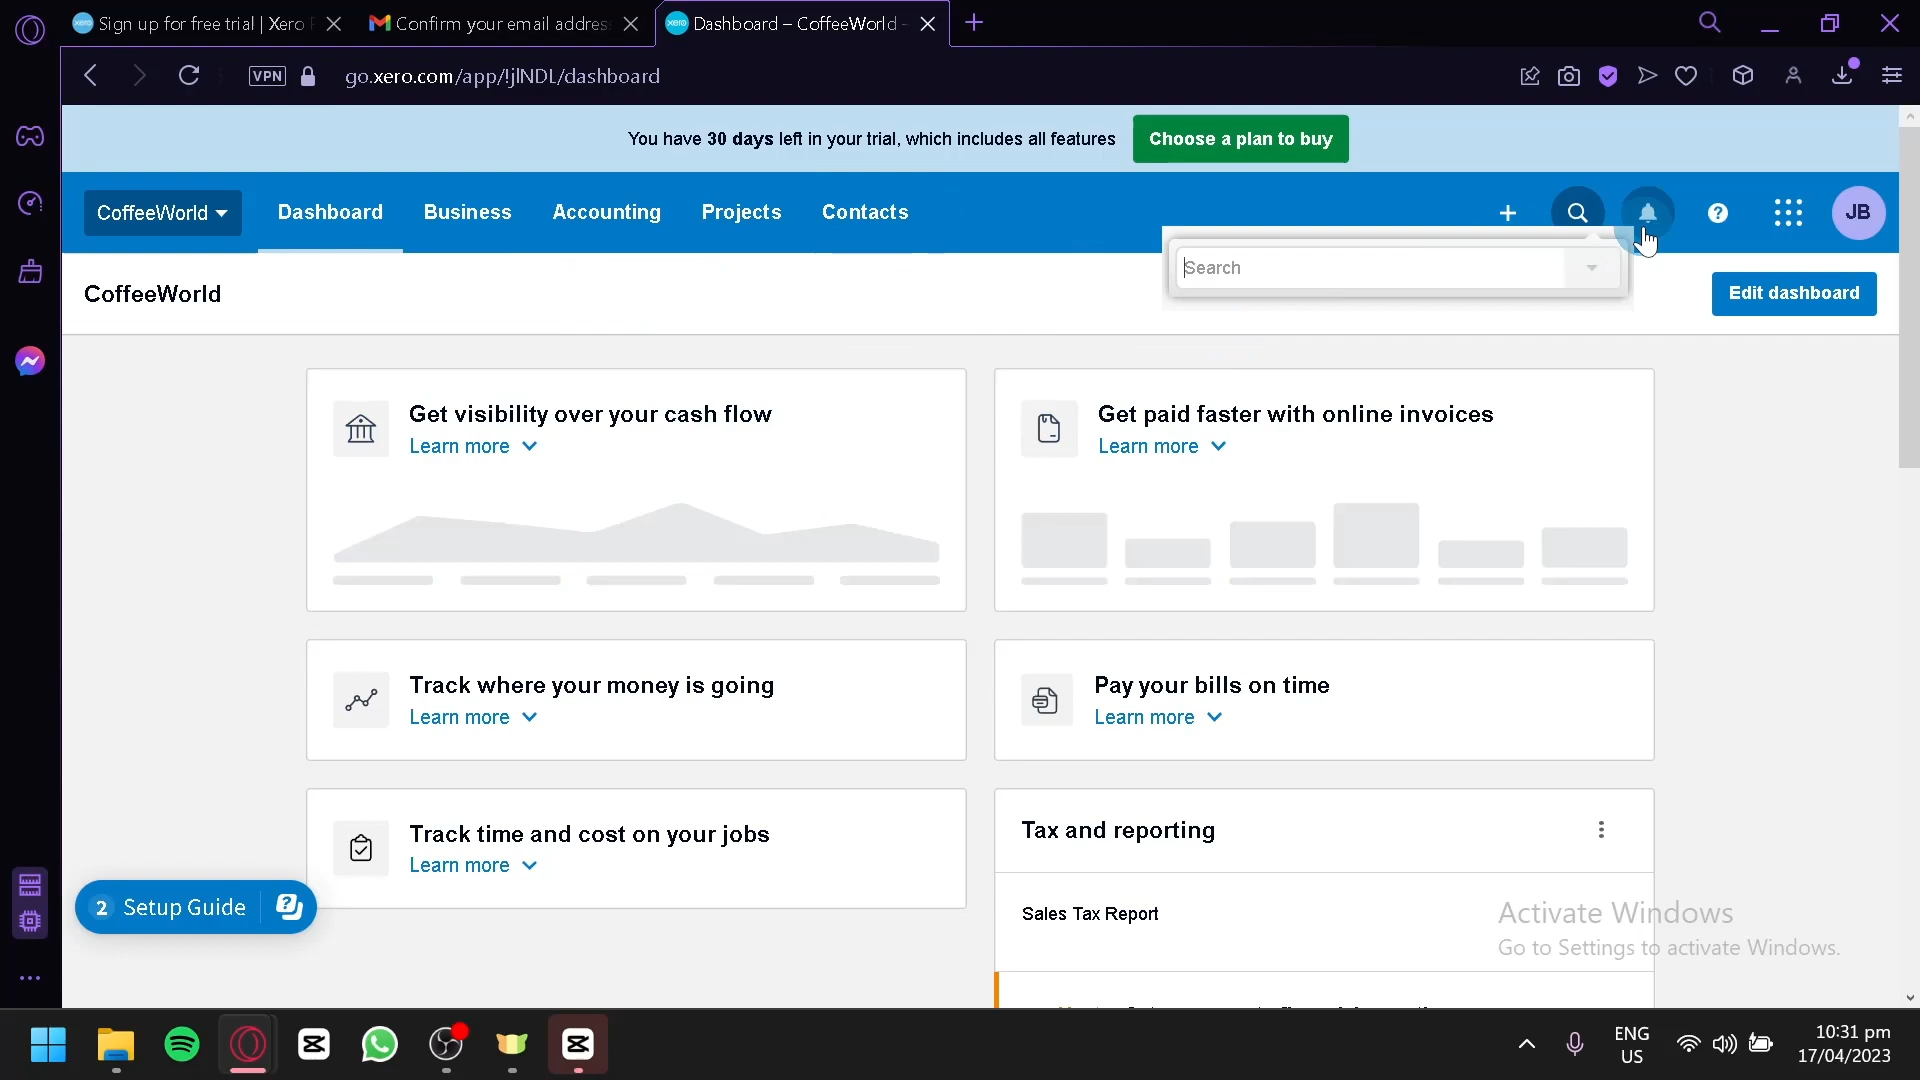 Sign up for free trial | Xero
Confirm your email addres
Dashboard – CoffeeWorld -
VPN
go.xero.com/app/!jlNDL/dashboard
You have 30 days left in your trial, which includes all features
Choose a plan to buy
CoffeeWorld
Dashboard
Business
Accounting
Projects
Contacts
JB
Search
CoffeeWorld
Edit dashboard
Get visibility over your cash flow
Learn more
Get paid faster with online invoices
Learn more
Track where your money is going
Learn more
Pay your bills on time
Learn more
Track time and cost on your jobs
Learn more
Tax and reporting
Sales Tax Report
2 Setup Guide
Activate Windows
Go to Settings to activate Windows.
ENG
US
10:31 pm
17/04/2023